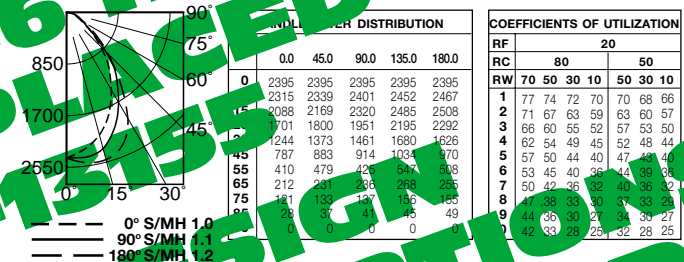 90°
75°
60°
45°
850
1700
2550
0° 15° 30°
0° S/MH 1.0
90° S/MH 1.1
180° S/MH 1.2
DISTRIBUTION
0.0 45.0 90.0 135.0 180.0
0 2395 2395 2395 2395 2395
2315 2339 2401 2452 2467
2088 2169 2320 2485 2508
1701 1800 1951 2195 2292
1244 1373 1461 1680 1626
45 787 883 914 1034 970
55 410 479 425 547 508
65 212 231 236 268 255
75 121 133 137 156 165
28 37 41 45 49
0 0 0 0 0
COEFFICIENTS OF UTILIZATION
RF 20
RC 80 50
RW 70 50 30 10 50 30 10
1 77 74 72 70 70 68 66
2 71 67 63 59 63 60 57
3 66 60 55 52 57 53 50
4 62 54 49 45 52 48 44
5 57 50 44 40 47 43 40
6 53 45 40 36 44 39 36
7 50 42 36 32 40 36 32
8 47 38 33 30 37 33 29
9 44 36 30 27 34 30 27
42 33 28 25 32 28 25
PLACED
SIGN